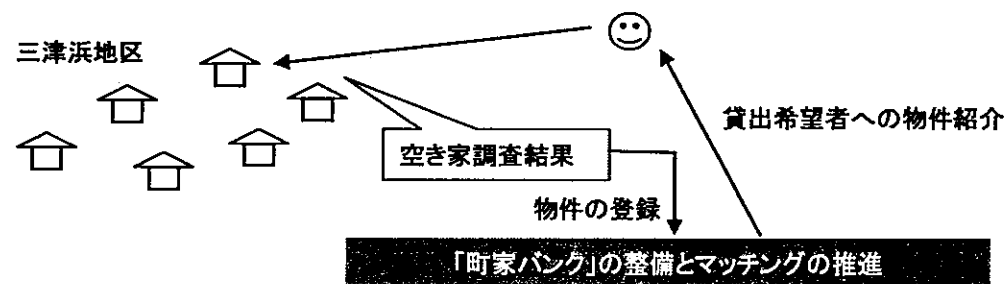 三津浜地区
貸出希望者への物件紹介
空き家調査結果
物件の登録
「町家バンク」の整備とマッチングの推進